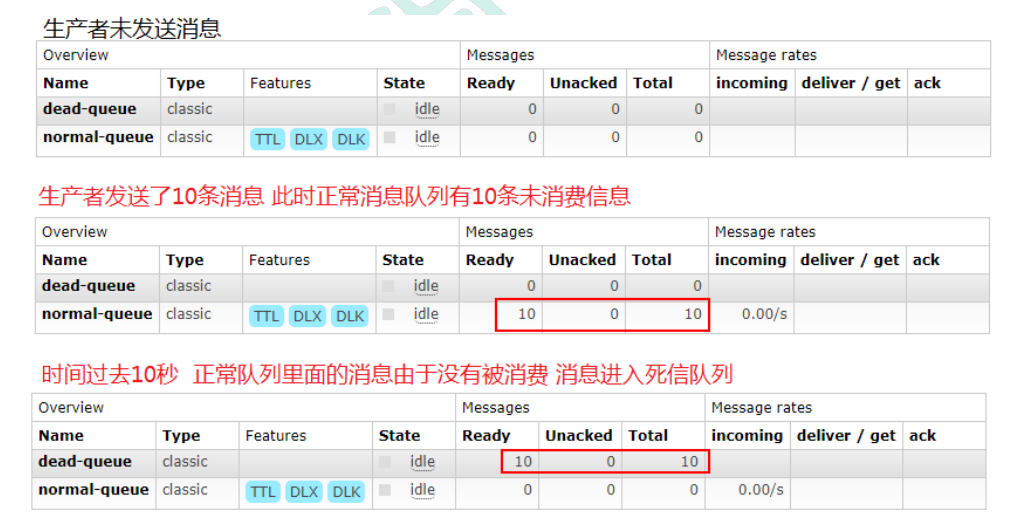 生产者未发送消息
Overview Messages Message rates
Name Type Features State Ready Unacked Total incoming deliver / get ack
dead-queue classic idle 0 0 0
normal-queue classic TTL DLX DLK idle 0 0 0
生产者发送了10条消息 此时正常消息队列有10条未消费信息
Overview Messages Message rates
Name Type Features State Ready Unacked Total incoming deliver / get ack
dead-queue classic idle 0 0 0
normal-queue classic TTL DLX DLK idle 10 0 10 0.00/s
时间过去10秒 正常队列里面的消息由于没有被消费 消息进入死信队列
Overview Messages Message rates
Name Type Features State Ready Unacked Total incoming deliver / get ack
dead-queue classic idle 10 0 10
normal-queue classic TTL DLX DLK idle 0 0 0 0.00/s